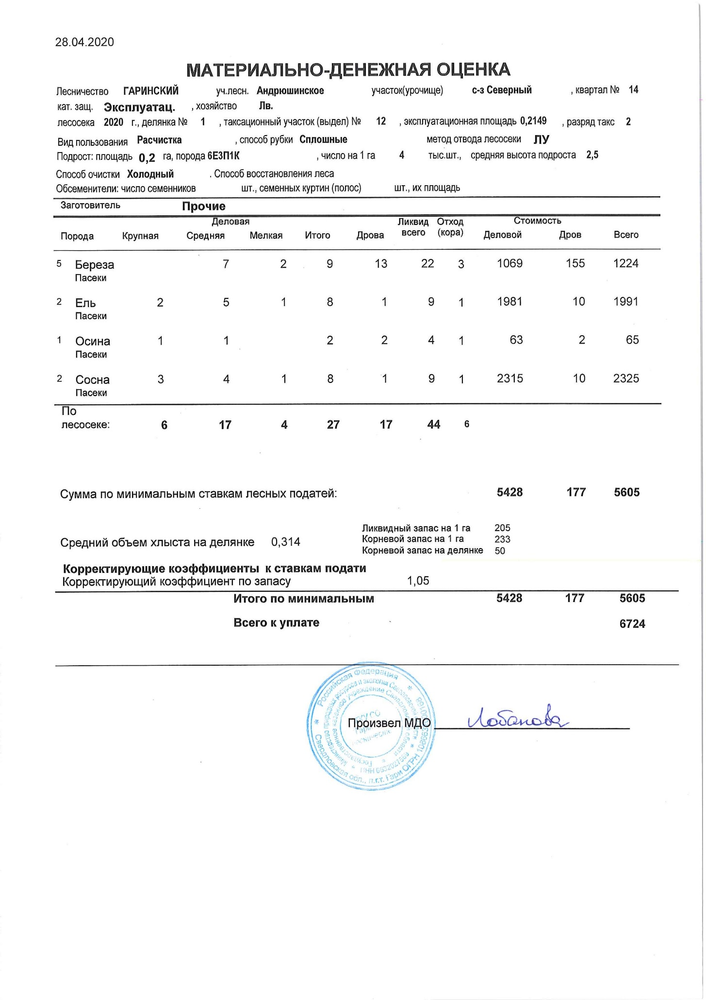 28.04.2020
МАТЕРИАЛЬНО-ДЕНЕЖНАЯ ОЦЕНКА
Лесничество ГАРИНСКИЙ уч.лесн. Андрюшинское участок(урочище) с-з Северный , квартал № 14
кат. защ. Эксплуатац. , хозяйство Лв.
лесосека 2020 г., делянка № 1 , таксационный участок (выдел) № 12 , эксплуатационная площадь 0,2149 , разряд такс 2
Вид пользования Расчистка , способ рубки Сплошные метод отвода лесосеки ЛУ
Подрост: площадь 0,2 га, порода 6Е3П1К , число на 1 га 4 тыс.шт., средняя высота подроста 2,5
Способ очистки Холодный . Способ восстановления леса
Обсеменители: число семенников шт., семенных куртин (полос) шт., их площадь
Заготовитель Прочие
Деловая Ликвид Отход Стоимость
Порода Крупная Средняя Мелкая Итого Дрова всего (кора) Деловой Дров Всего
5 Береза 7 2 9 13 22 3 1069 155 1224
Пасеки
2 Ель 2 5 1 8 1 9 1 1981 10 1991
Пасеки
1 Осина 1 1 2 2 4 1 63 2 65
Пасеки
2 Сосна 3 4 1 8 1 9 1 2315 10 2325
Пасеки
По
лесосеке: 6 17 4 27 17 44 6
Сумма по минимальным ставкам лесных податей: 5428 177 5605
Ликвидный запас на 1 га 205
Средний объем хлыста на делянке 0,314 Корневой запас на 1 га 233
Корневой запас на делянке 50
Корректирующие коэффициенты к ставкам подати
Корректирующий коэффициент по запасу 1,05
Итого по минимальным 5428 177 5605
Всего к уплате 6724
Произвел МДО Лобанова
Российская Федерация
Свердловская обл., п.г.т. Гари ОГРН
Министерство природных ресурсов и экологии Свердловской области
ИНН 6632027569
Государственное казенное учреждение Свердловской области